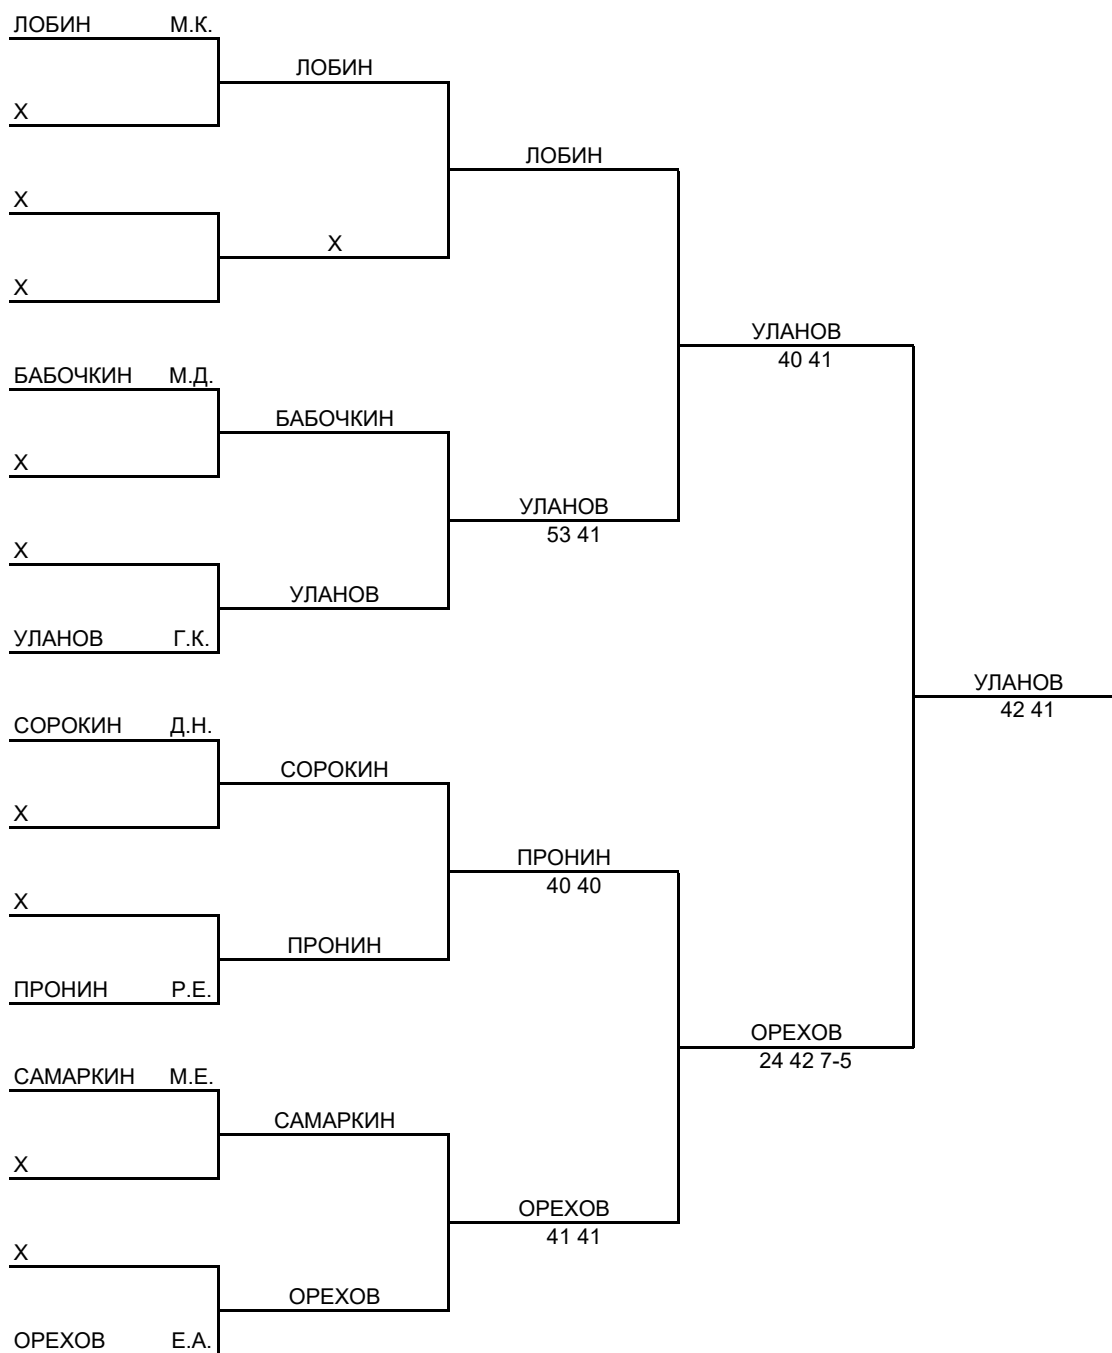 ЛОБИН М.К.
ЛОБИН
Х
ЛОБИН
Х
Х
Х
УЛАНОВ
40 41
БАБОЧКИН М.Д.
БАБОЧКИН
Х
УЛАНОВ
53 41
Х
УЛАНОВ
УЛАНОВ Г.К.
УЛАНОВ
42 41
СОРОКИН Д.Н.
СОРОКИН
Х
ПРОНИН
40 40
Х
ПРОНИН
ПРОНИН Р.Е.
ОРЕХОВ
24 42 7-5
САМАРКИН М.Е.
САМАРКИН
Х
ОРЕХОВ
41 41
Х
ОРЕХОВ
ОРЕХОВ Е.А.